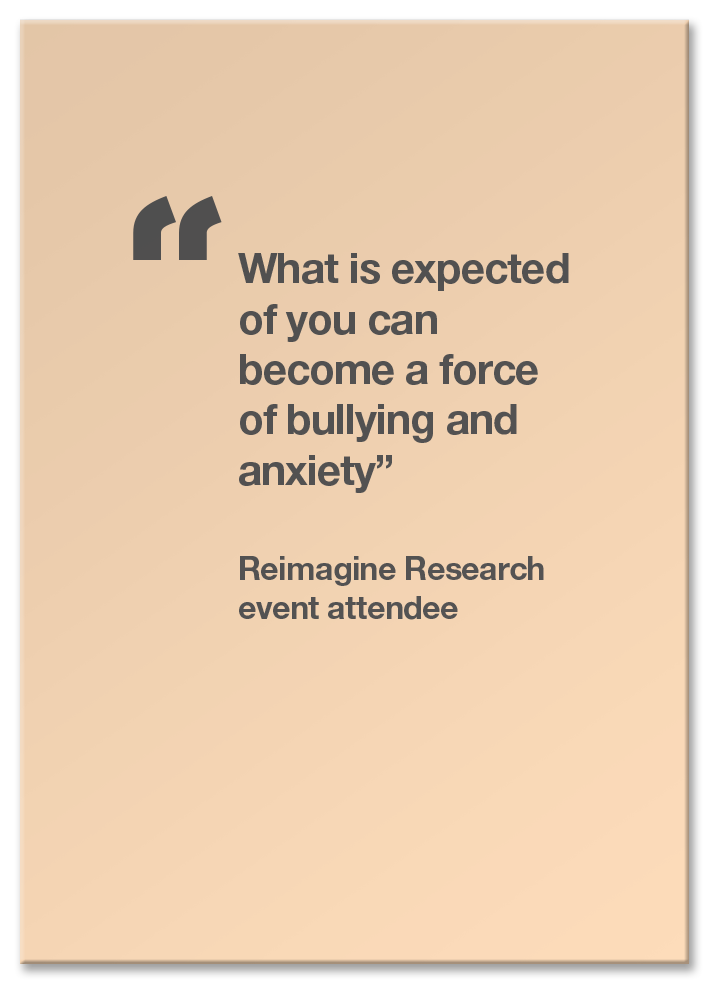 “What is expected
of you can
become a force
of bullying and
anxiety”
Reimagine Research
event attendee